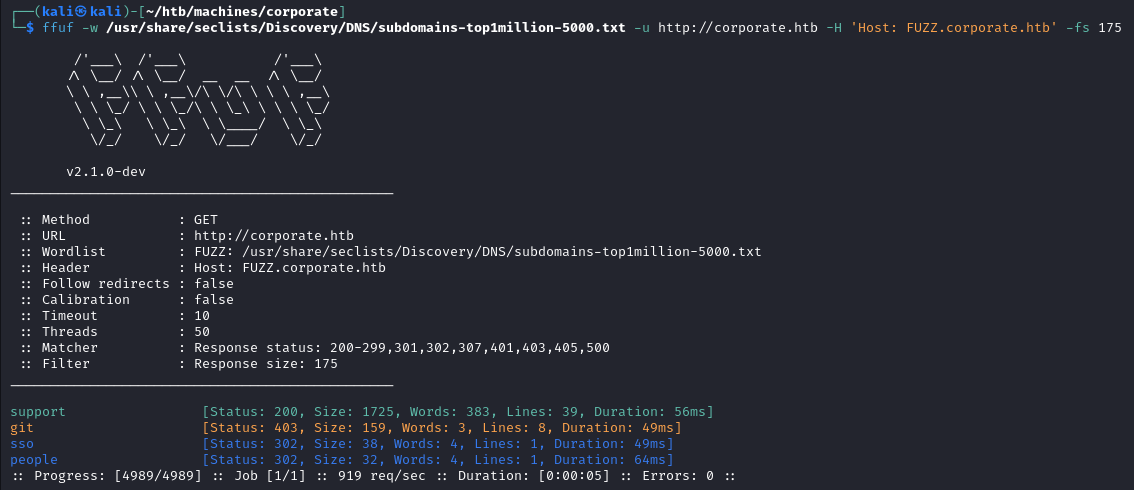 ┌──(kali㉿kali)-[~/htb/machines/corporate]
└─$ ffuf -w /usr/share/seclists/Discovery/DNS/subdomains-top1million-5000.txt -u http://corporate.htb -H 'Host: FUZZ.corporate.htb' -fs 175

        /'___\  /'___\           /'___\
       /\ \__/ /\ \__/  __  __  /\ \__/
       \ \ ,__\\ \ ,__\/\ \/\ \ \ \ ,__\
        \ \ \_/ \ \ \_/\ \ \_\ \ \ \ \_/
         \ \_\   \ \_\  \ \____/  \ \_\
          \/_/    \/_/   \/___/    \/_/

       v2.1.0-dev
________________________________________________

 :: Method           : GET
 :: URL              : http://corporate.htb
 :: Wordlist         : FUZZ: /usr/share/seclists/Discovery/DNS/subdomains-top1million-5000.txt
 :: Header           : Host: FUZZ.corporate.htb
 :: Follow redirects : false
 :: Calibration      : false
 :: Timeout          : 10
 :: Threads          : 50
 :: Matcher          : Response status: 200-299,301,302,307,401,403,405,500
 :: Filter           : Response size: 175
________________________________________________

support                 [Status: 200, Size: 1725, Words: 383, Lines: 39, Duration: 56ms]
git                     [Status: 403, Size: 159, Words: 3, Lines: 8, Duration: 49ms]
sso                     [Status: 302, Size: 38, Words: 4, Lines: 1, Duration: 49ms]
people                  [Status: 302, Size: 32, Words: 4, Lines: 1, Duration: 64ms]
:: Progress: [4989/4989] :: Job [1/1] :: 919 req/sec :: Duration: [0:00:05] :: Errors: 0 ::